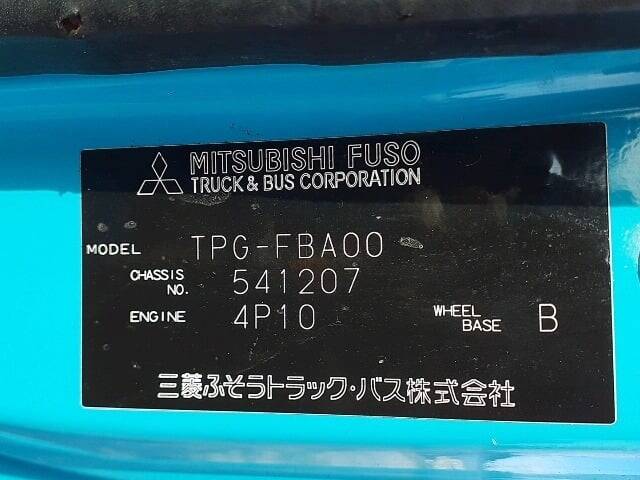 MITSUBISHI FUSO
TRUCK & BUS CORPORATION
MODEL TPG-FBA00
CHASSIS NO. 541207
ENGINE 4P10 WHEEL BASE B
三菱ふそうトラック・バス株式会社